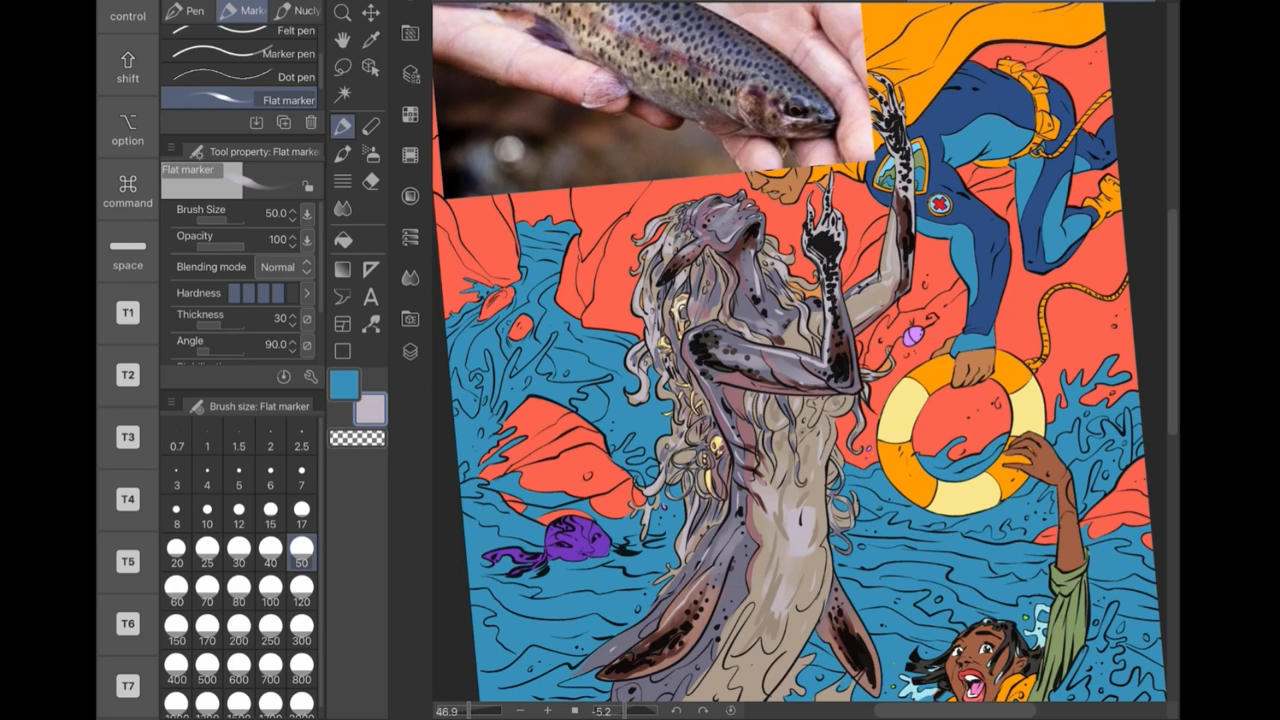 control
shift
option
command
space
T1
T2
T3
T4
T5
T6
T7
Pen
Mark
Nucly
Felt pen
Marker pen
Dot pen
Flat marker
Tool property: Flat marke
Flat marker
Brush Size 50.0
Opacity 100
Blending mode Normal
Hardness
Thickness 30
Angle 90.0
Brush size: Flat marker
0.7 1 1.5 2 2.5
3 4 5 6 7
8 10 12 15 17
20 25 30 40 50
60 70 80 100 120
150 170 200 250 300
400 500 600 700 800
46.9
-5.2